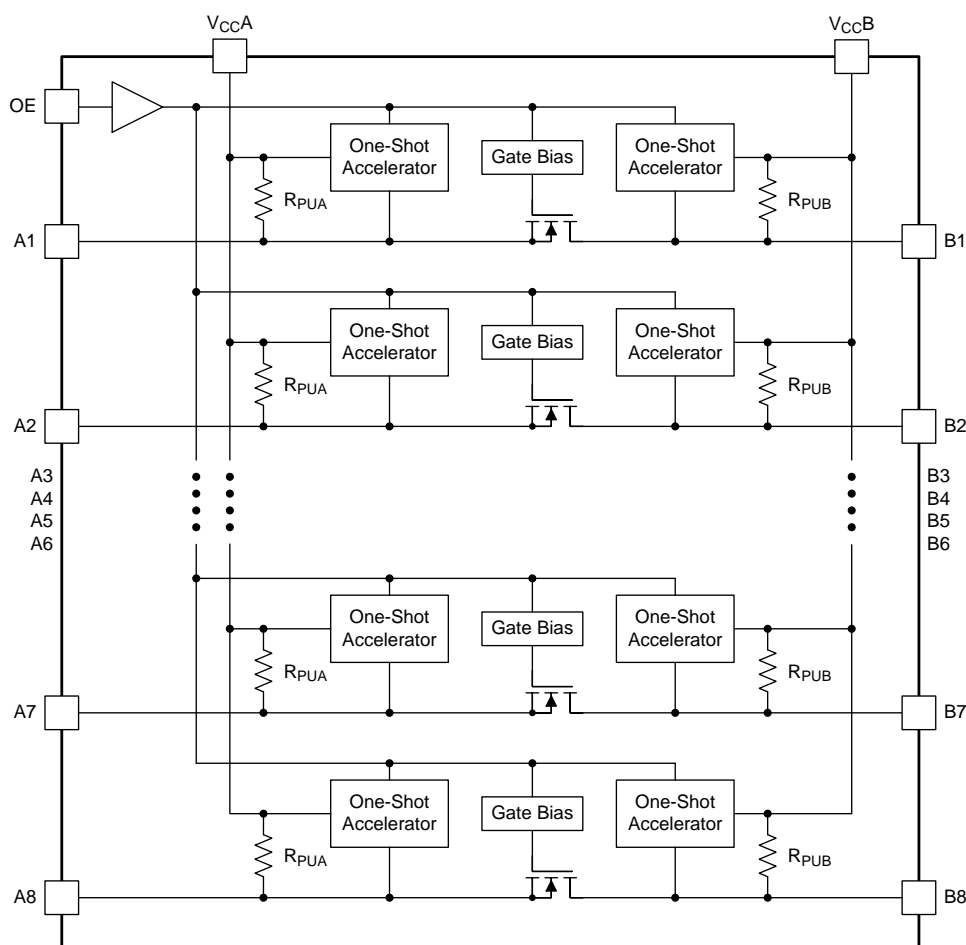 VCCA
VCCB
OE
One-Shot
Accelerator
Gate Bias
One-Shot
Accelerator
RPUA
RPUB
A1
B1
One-Shot
Accelerator
Gate Bias
One-Shot
Accelerator
RPUA
RPUB
A2
B2
A3
A4
A5
A6
B3
B4
B5
B6
One-Shot
Accelerator
Gate Bias
One-Shot
Accelerator
RPUA
RPUB
A7
B7
One-Shot
Accelerator
Gate Bias
One-Shot
Accelerator
RPUA
RPUB
A8
B8